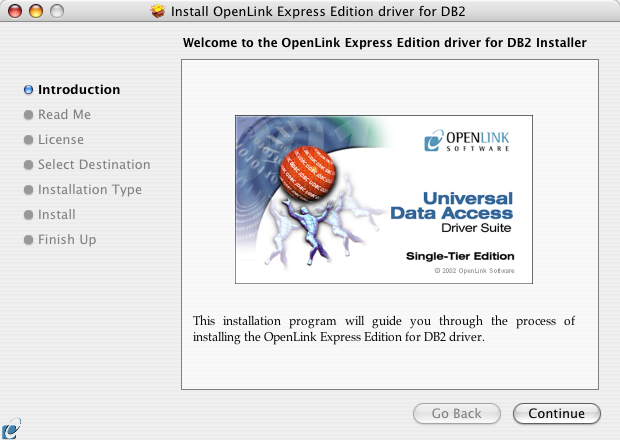 Install OpenLink Express Edition driver for DB2
Welcome to the OpenLink Express Edition driver for DB2 Installer
Introduction
Read Me
License
Select Destination
Installation Type
Install
Finish Up
OPENLINK
SOFTWARE
Universal
Data Access
Driver Suite
Single-Tier Edition
© 2002 OpenLink Software
This installation program will guide you through the process of
installing the OpenLink Express Edition for DB2 driver.
Go Back
Continue